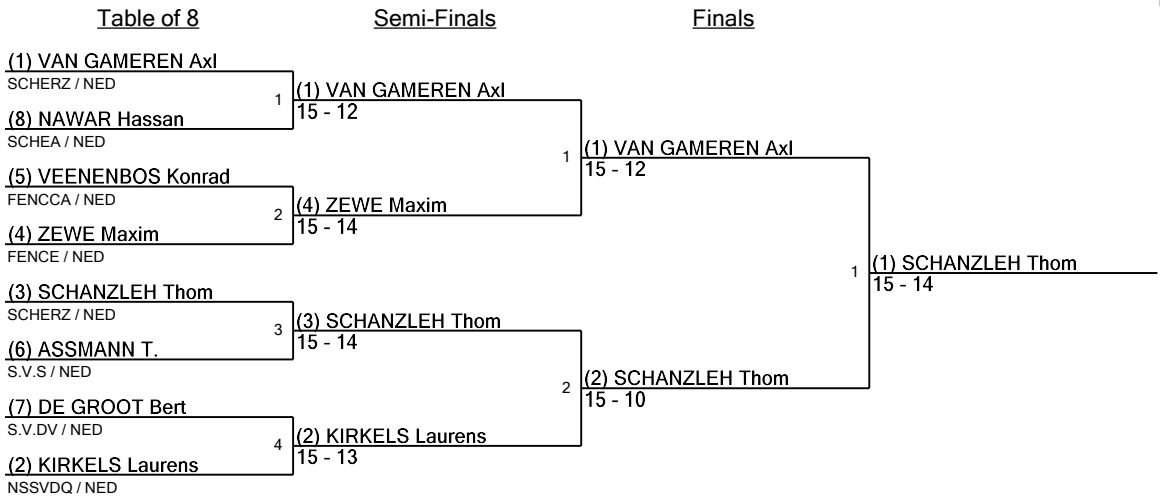 Table of 8
Semi-Finals
Finals
(1) VAN GAMEREN Axl
SCHERZ / NED
1
(8) NAWAR Hassan
SCHEA / NED
(5) VEENENBOS Konrad
FENCCA / NED
2
(4) ZEWE Maxim
FENCE / NED
(3) SCHANZLEH Thom
SCHERZ / NED
3
(6) ASSMANN T.
S.V.S / NED
(7) DE GROOT Bert
S.V.DV / NED
4
(2) KIRKELS Laurens
NSSVDQ / NED
(1) VAN GAMEREN Axl
15 - 12
1
(4) ZEWE Maxim
15 - 14
(3) SCHANZLEH Thom
15 - 14
2
(2) KIRKELS Laurens
15 - 13
(1) VAN GAMEREN Axl
15 - 12
1
(2) SCHANZLEH Thom
15 - 10
(1) SCHANZLEH Thom
15 - 14